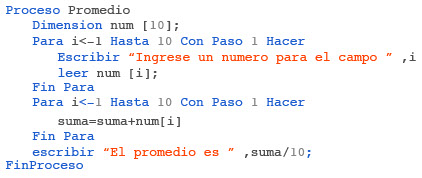 Proceso Promedio
Dimension num [10];
Para i<-1 Hasta 10 Con Paso 1 Hacer
Escribir “Ingrese un numero para el campo ” ,i
leer num [i];
Fin Para
Para i<-1 Hasta 10 Con Paso 1 Hacer
suma=suma+num[i]
Fin Para
escribir “El promedio es ” ,suma/10;
FinProceso